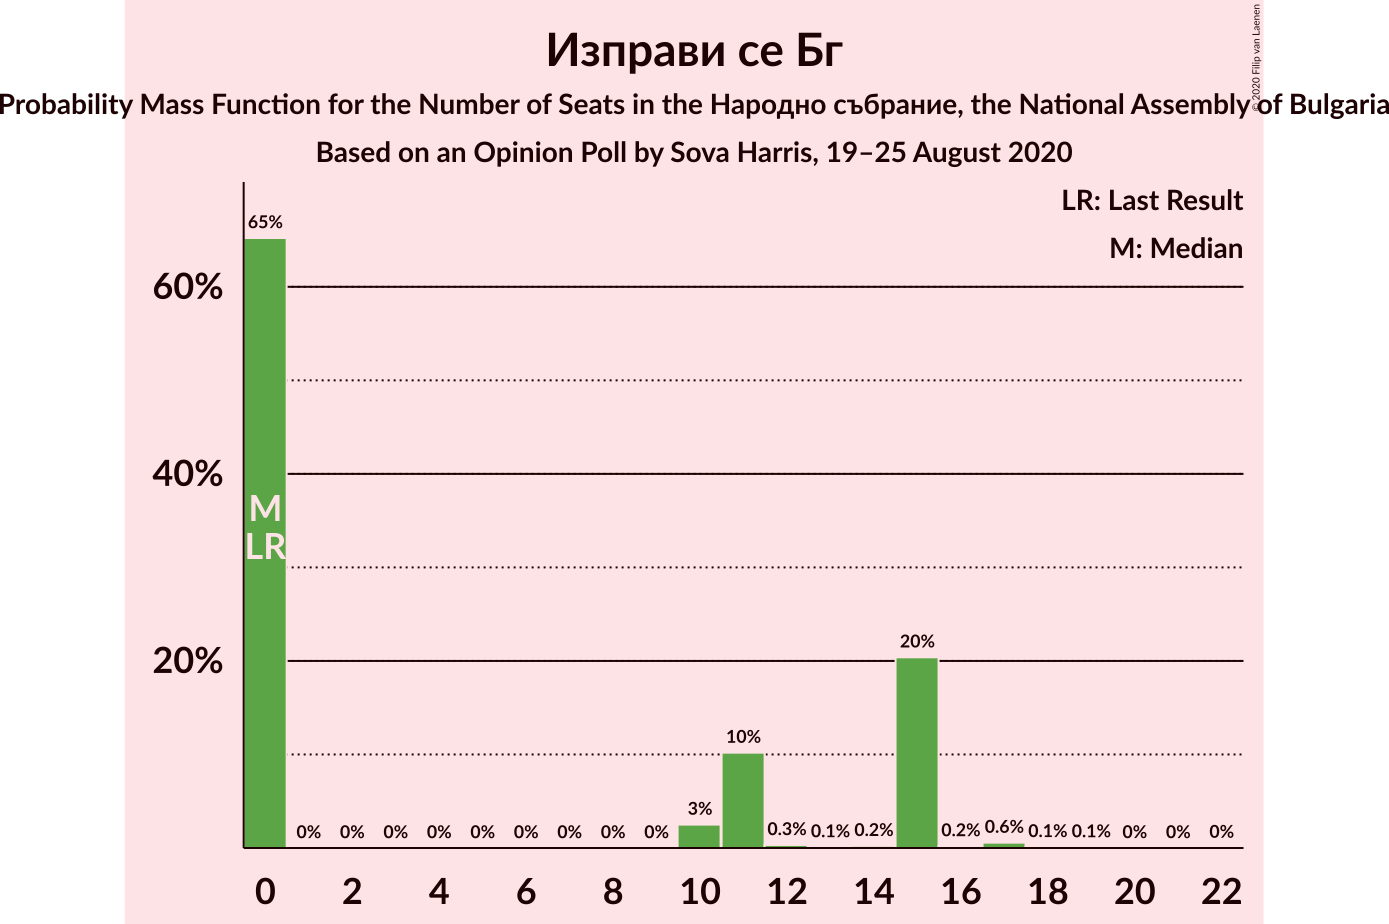 Изправи се Бг
Probability Mass Function for the Number of Seats in the Народно събрание, the National Assembly of Bulgaria
Based on an Opinion Poll by Sova Harris, 19–25 August 2020
© 2020 Filip van Laenen
LR: Last Result
M: Median
65%
60%
40%
20%
M
LR
0% 0% 0% 0% 0% 0% 0% 0% 0% 3% 10% 0.3% 0.1% 0.2% 20% 0.2% 0.6% 0.1% 0.1% 0% 0% 0%
0 2 4 6 8 10 12 14 16 18 20 22